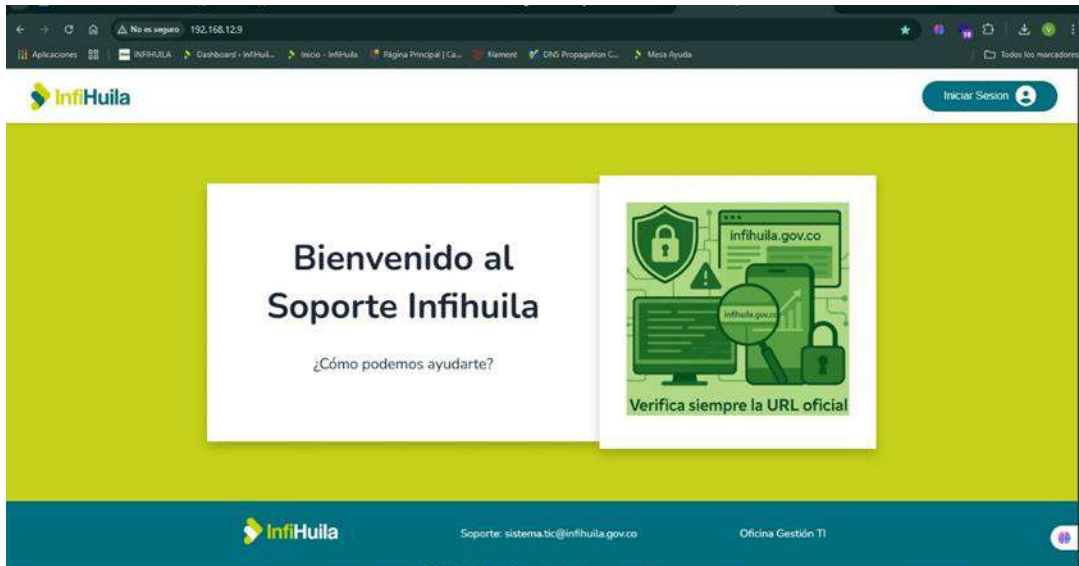 No es seguro 192.168.12.9
Aplicaciones INFIHUILA Dashboard - InfiHuil... Inicio - InfiHuila Página Principal | Ca... filament DNS Propagation C... Mesa Ayuda Todos los marcadores
InfiHuila Iniciar Sesion
Bienvenido al
Soporte Infihuila
¿Cómo podemos ayudarte?
infihuila.gov.co
infihuila.gov.co
Verifica siempre la URL oficial
InfiHuila Soporte: sistema.tic@infihuila.gov.co Oficina Gestión TI